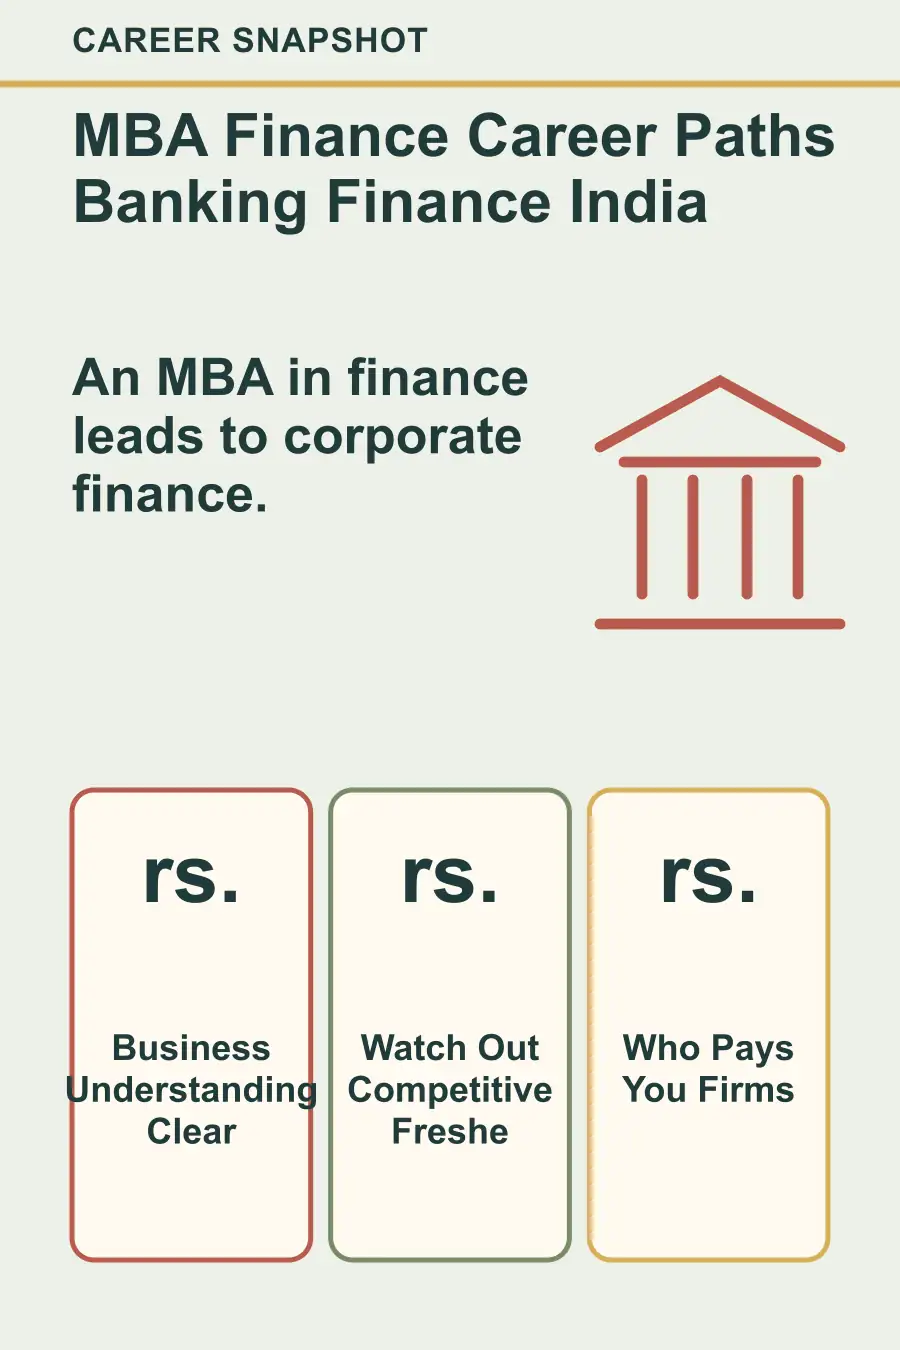 CAREER SNAPSHOT
MBA Finance Career Paths
Banking Finance India
An MBA in finance
leads to corporate
finance.
rs.
Business
Understanding
Clear
rs.
Watch Out
Competitive
Freshe
rs.
Who Pays
You Firms